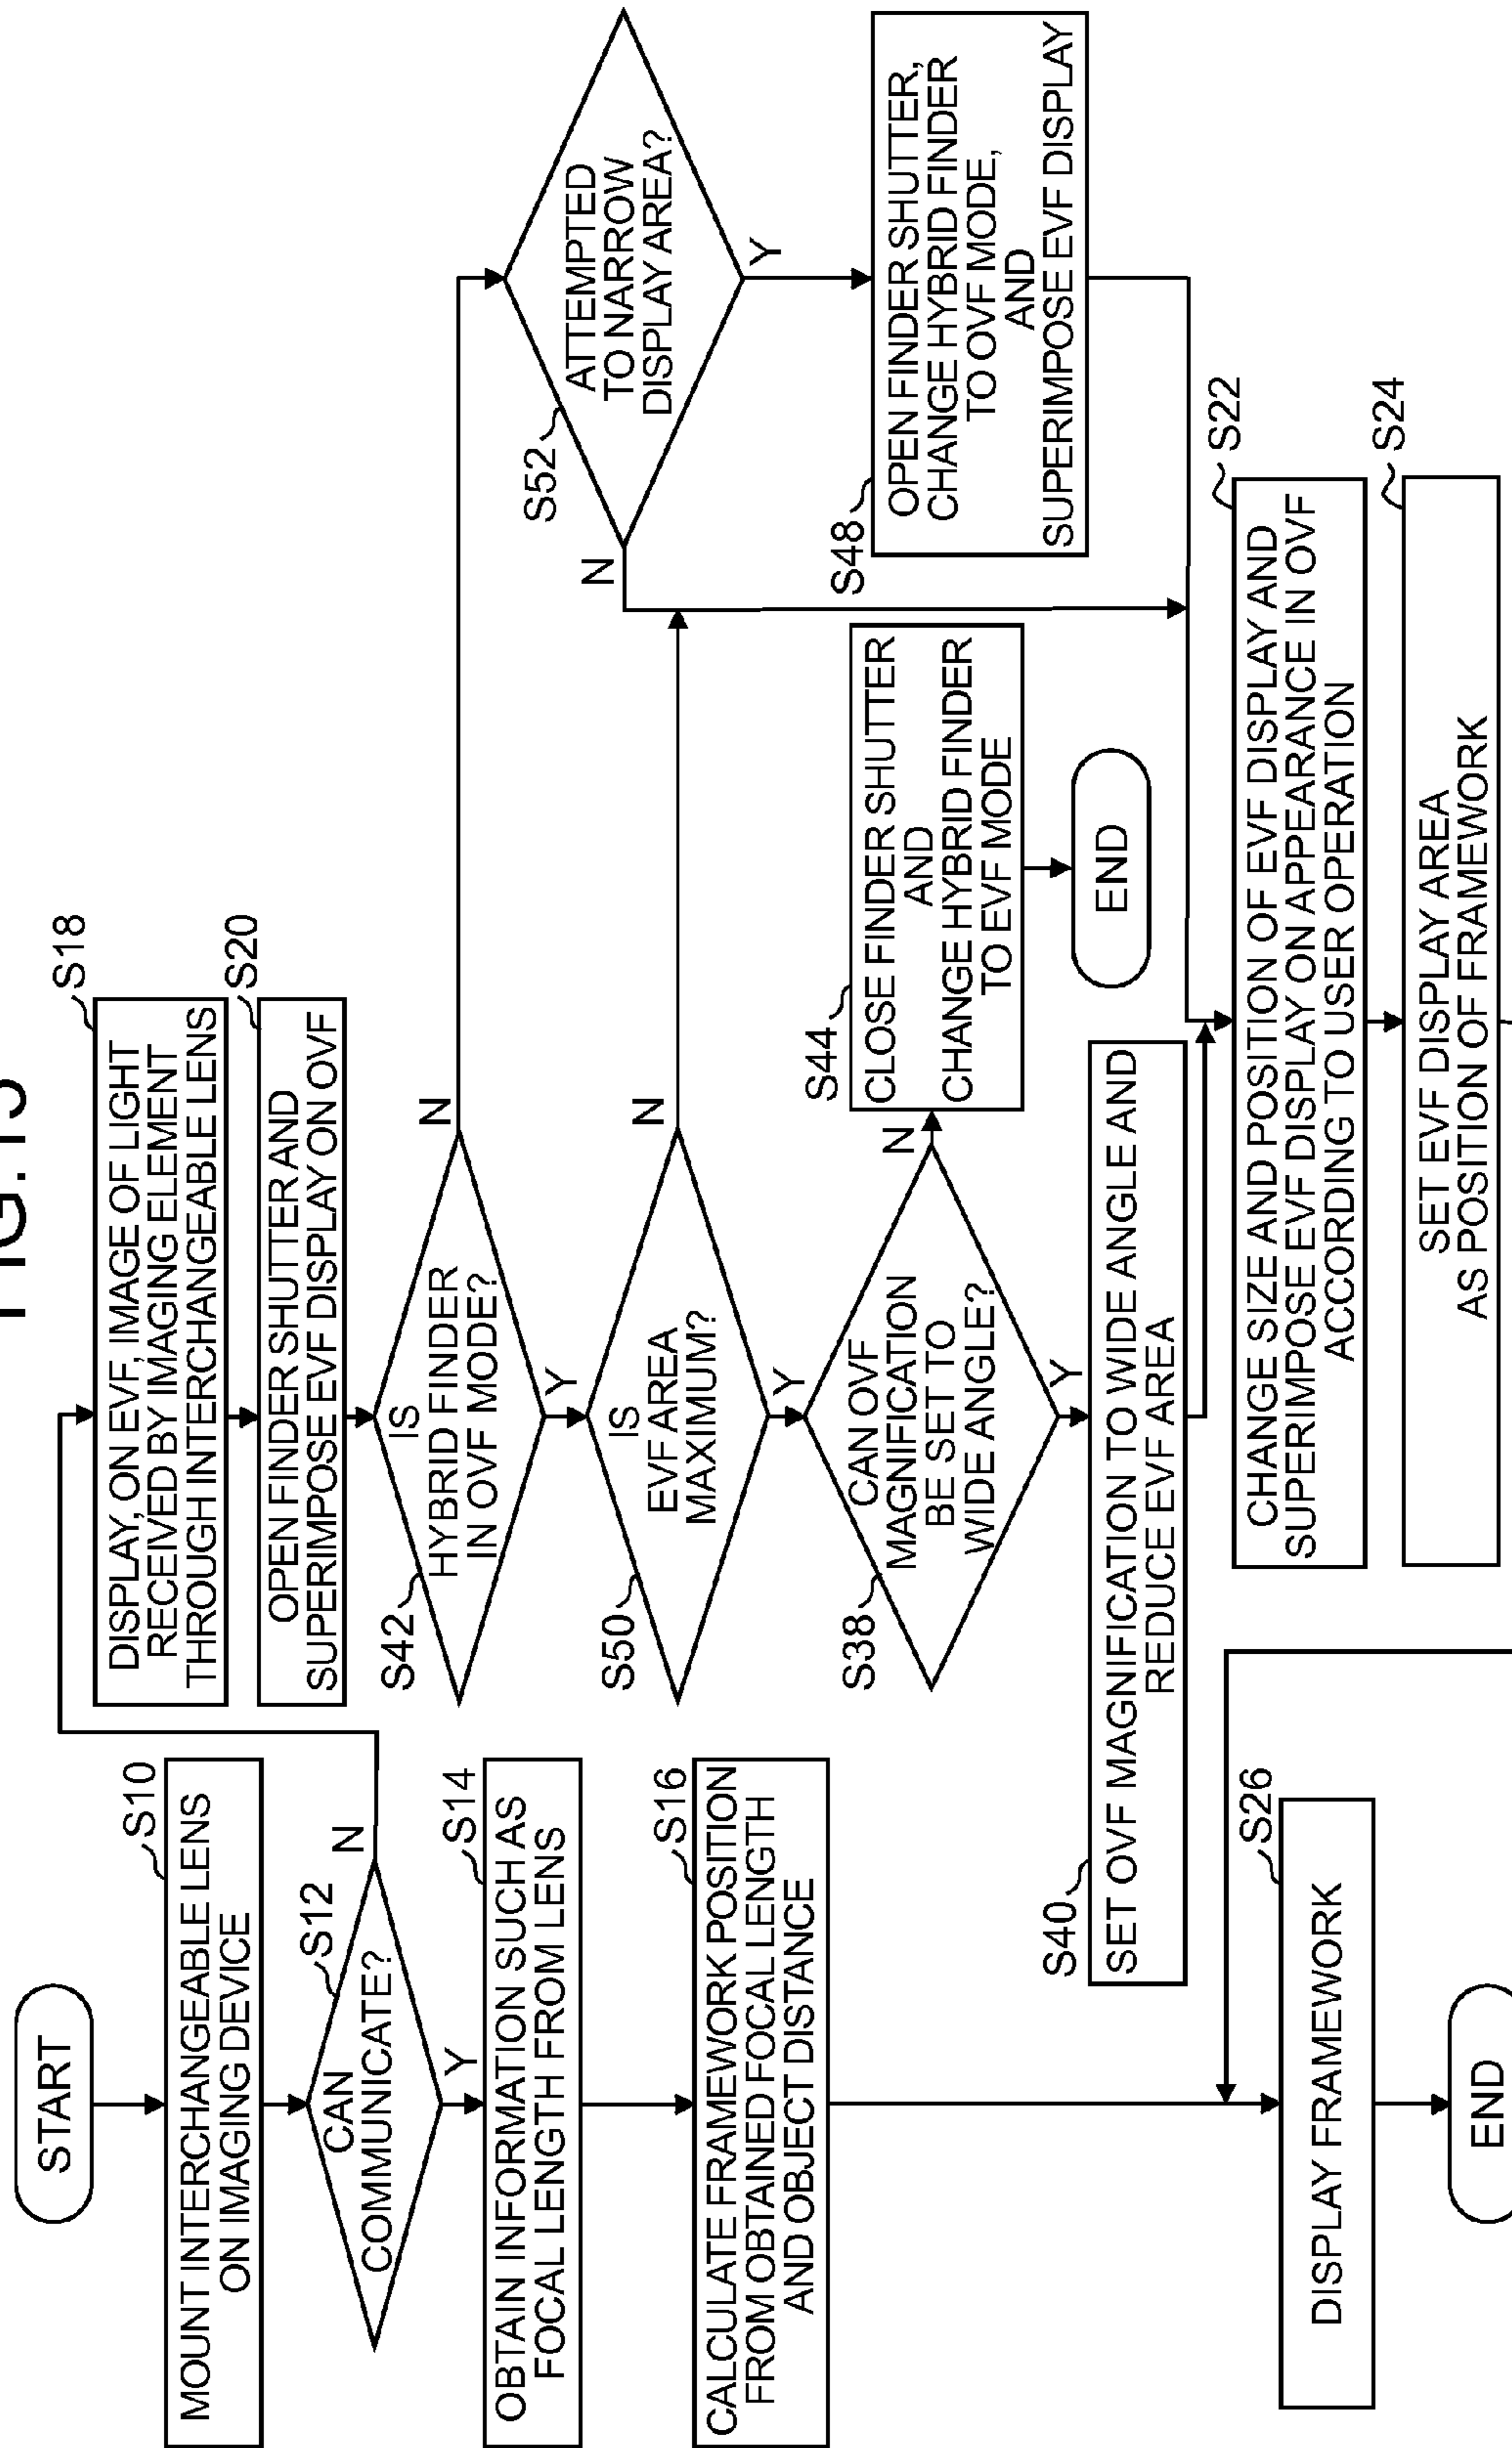 START
S10
MOUNT INTERCHANGEABLE LENS
ON IMAGING DEVICE
S12
CAN
COMMUNICATE?
N
Y
S14
OBTAIN INFORMATION SUCH AS
FOCAL LENGTH FROM LENS
S16
CALCULATE FRAMEWORK POSITION
FROM OBTAINED FOCAL LENGTH
AND OBJECT DISTANCE
S26
DISPLAY FRAMEWORK
END
S18
DISPLAY, ON EVF, IMAGE OF LIGHT
RECEIVED BY IMAGING ELEMENT
THROUGH INTERCHANGEABLE LENS
S20
OPEN FINDER SHUTTER AND
SUPERIMPOSE EVF DISPLAY ON OVF
S42
IS
HYBRID FINDER
IN OVF MODE?
N
Y
S50
IS
EVF AREA
MAXIMUM?
N
Y
S38
CAN OVF
MAGNIFICATION
BE SET TO
WIDE ANGLE?
N
Y
S40
SET OVF MAGNIFICATION TO WIDE ANGLE AND
REDUCE EVF AREA
S44
CLOSE FINDER SHUTTER
AND
CHANGE HYBRID FINDER
TO EVF MODE
END
S52
ATTEMPTED
TO NARROW
DISPLAY AREA?
N
Y
S48
OPEN FINDER SHUTTER,
CHANGE HYBRID FINDER
TO OVF MODE,
AND
SUPERIMPOSE EVF DISPLAY
S22
CHANGE SIZE AND POSITION OF EVF DISPLAY AND
SUPERIMPOSE EVF DISPLAY ON APPEARANCE IN OVF
ACCORDING TO USER OPERATION
S24
SET EVF DISPLAY AREA
AS POSITION OF FRAMEWORK